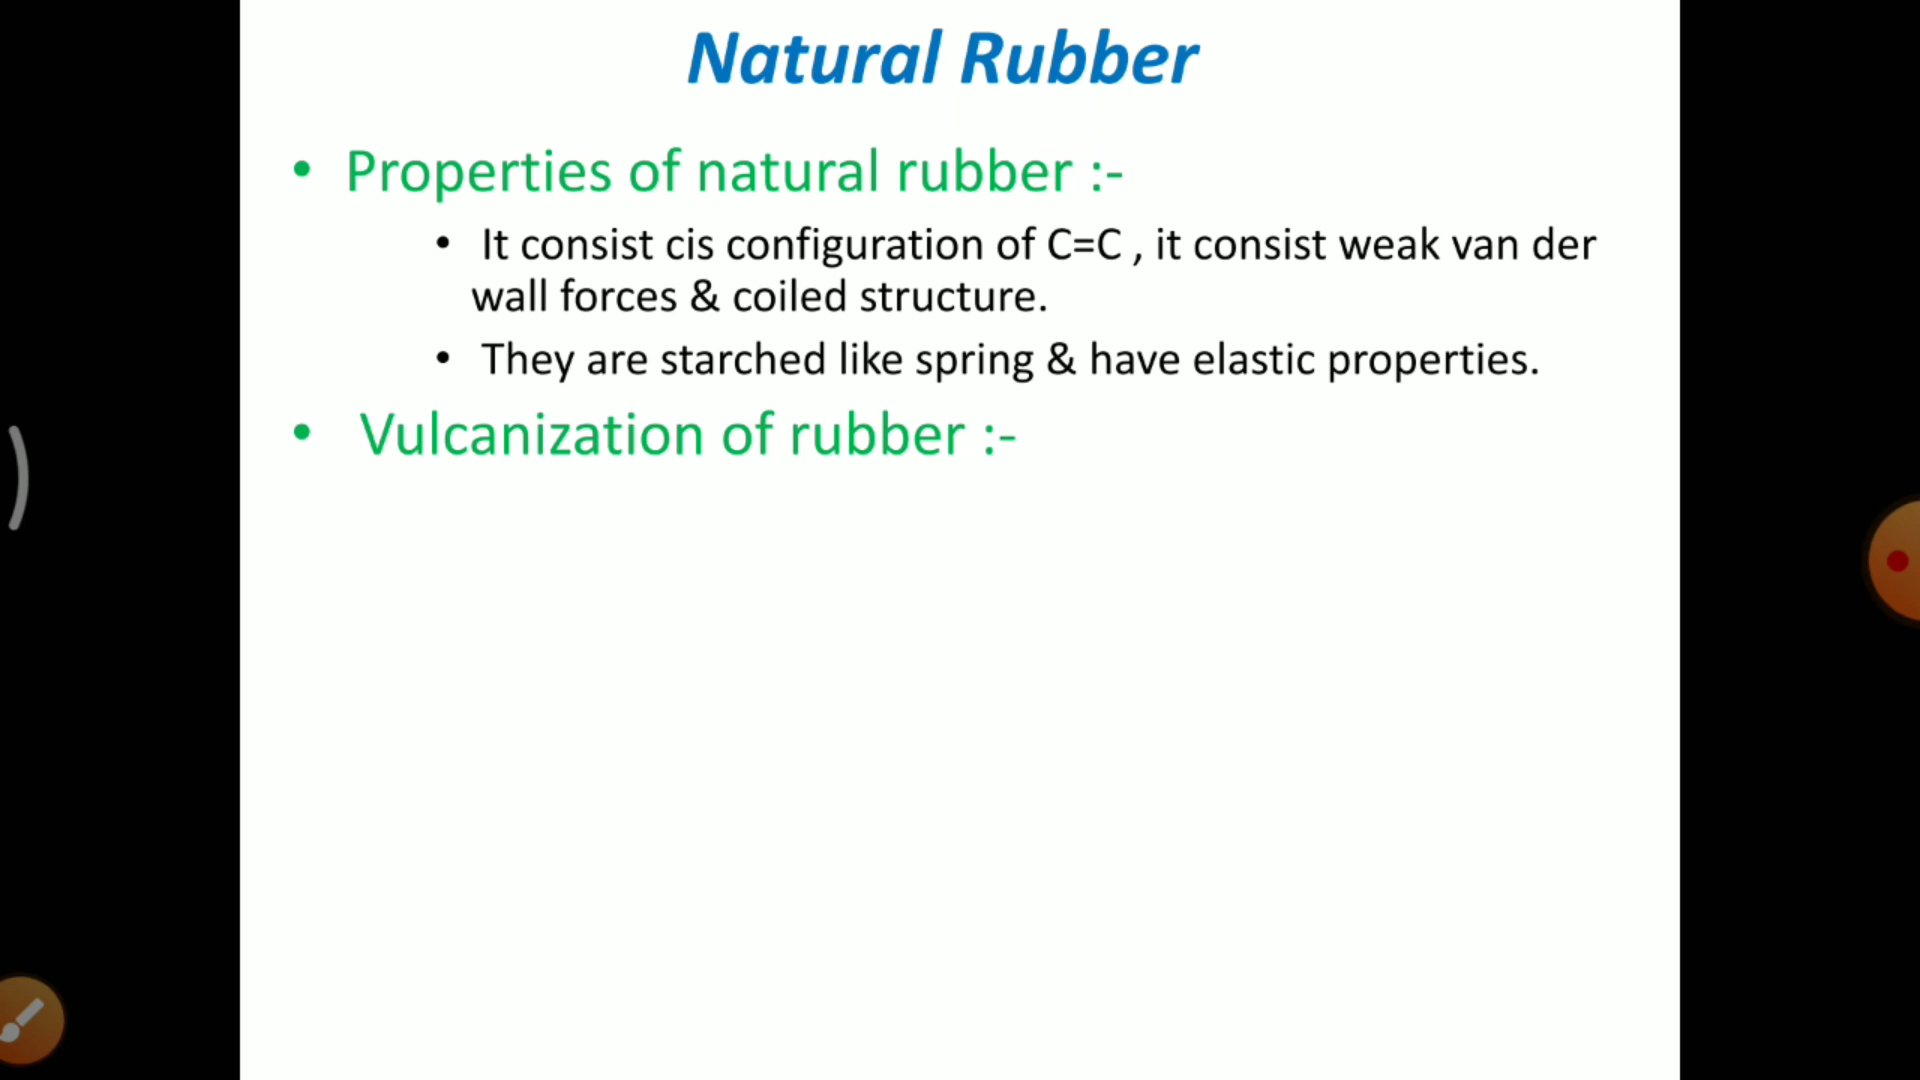 Natural Rubber
• Properties of natural rubber :-
• It consist cis configuration of C=C , it consist weak van der
wall forces & coiled structure.
• They are starched like spring & have elastic properties.
• Vulcanization of rubber :-